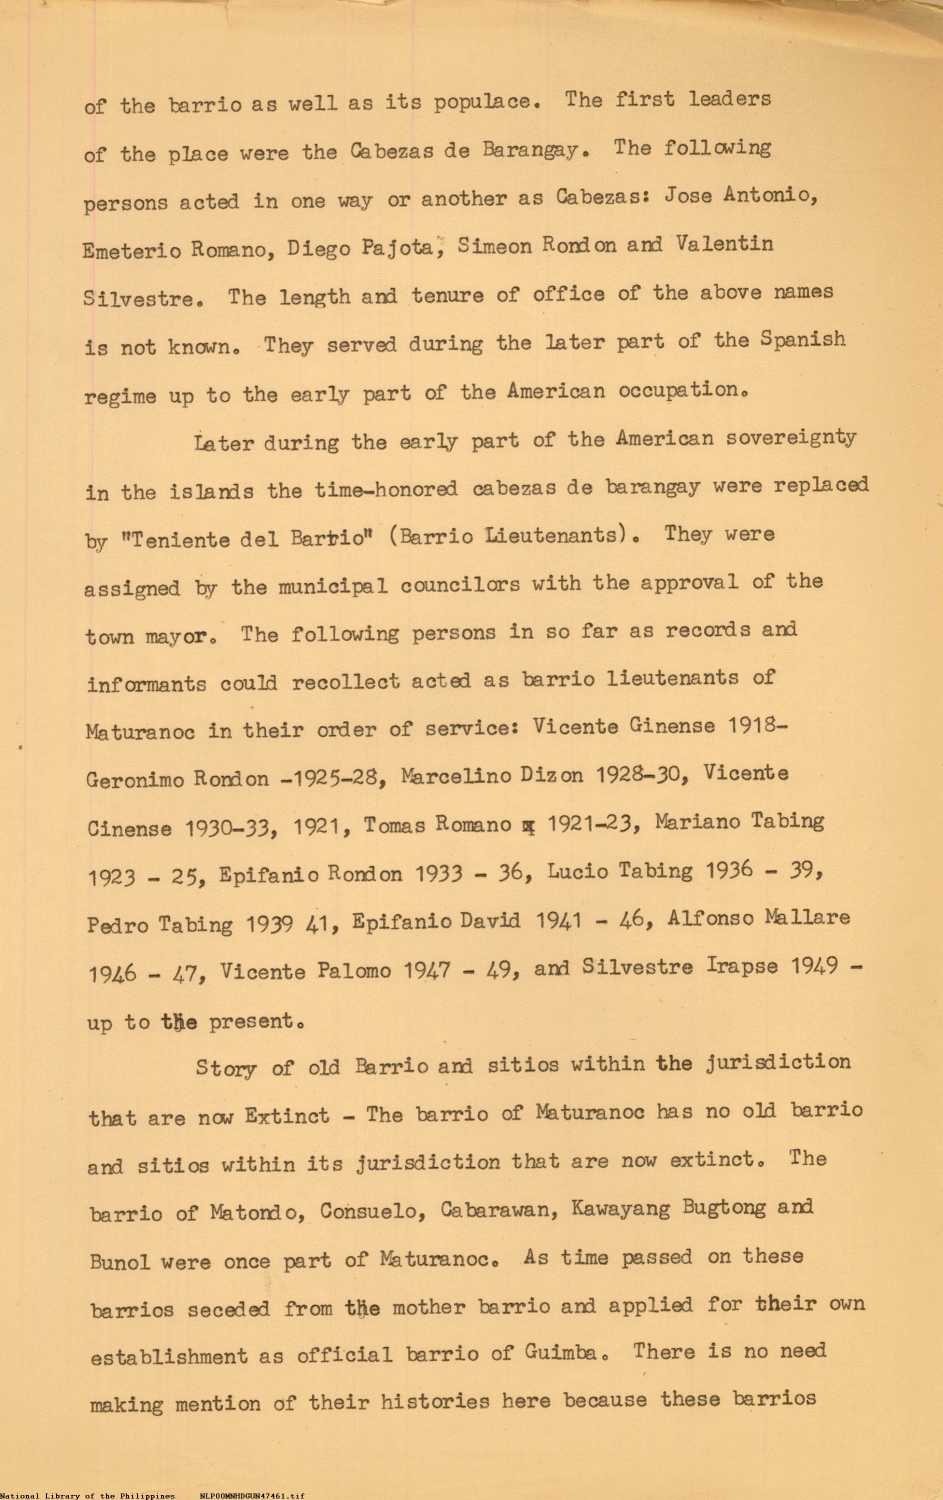 of the barrio as well as its populace. The first leaders
of the place were the Cabezas de Barangay. The following
persons acted in one way or another as Cabezas: Jose Antonio,
Emeterio Romano, Diego Pajota, Simeon Rondon and Valentin
Silvestre. The length and tenure of office of the above names
is not known. They served during the later part of the Spanish
regime up to the early part of the American occupation.
Later during the early part of the American sovereignty
in the islands the time-honored cabezas de barangay were replaced
by "Teniente del Barrio" (Barrio Lieutenants). They were
assigned by the municipal councilors with the approval of the
town mayor. The following persons in so far as records and
informants could recollect acted as barrio lieutenants of
Maturanoc in their order of service: Vicente Ginense 1918-
Geronimo Rondon -1925-28, Marcelino Dizon 1928-30, Vicente
Cinense 1930-33, 1921, Tomas Romano x 1921-23, Mariano Tabing
1923 - 25, Epifanio Rondon 1933 - 36, Lucio Tabing 1936 - 39,
Pedro Tabing 1939 41, Epifanio David 1941 - 46, Alfonso Mallare
1946 - 47, Vicente Palomo 1947 - 49, and Silvestre Irapse 1949 -
up to the present.
Story of old Barrio and sitios within the jurisdiction
that are now Extinct - The barrio of Maturanoc has no old barrio
and sitios within its jurisdiction that are now extinct. The
barrio of Matondo, Consuelo, Cabarawan, Kawayang Bugtong and
Bunol were once part of Maturanoc. As time passed on these
barrios seceded from the mother barrio and applied for their own
establishment as official barrio of Guimba. There is no need
making mention of their histories here because these barrios
National Library of the Philippines NLP00MNHDGUN47461.tif